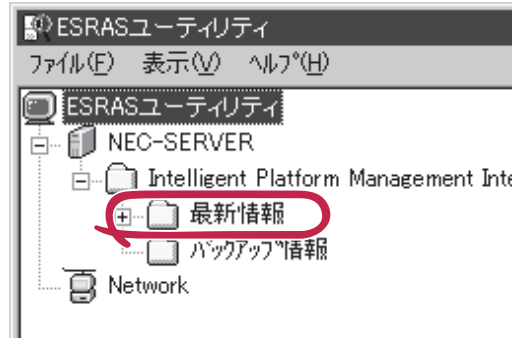 ESRASユーティリティ
ファイル(F) 表示(V) ヘルプ(H)
ESRASユーティリティ
NEC-SERVER
Intelligent Platform Management Inte
最新情報
バックアップ情報
Network